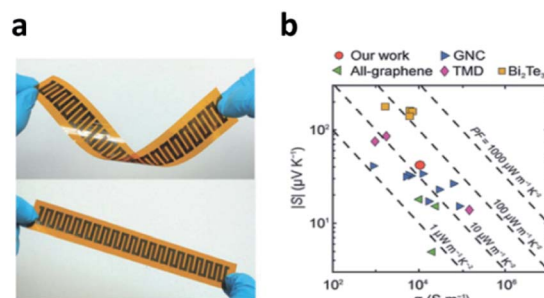 a
b
Our work
GNC
All-graphene
TMD
Bi₂Te₃
|S| (μV K⁻¹)
10²
10¹
PF = 1000 μW m⁻¹ K⁻²
100 μW m⁻¹ K⁻²
10 μW m⁻¹ K⁻²
1 μW m⁻¹ K⁻²
10²
10⁴
10⁶
σ (S m⁻¹)